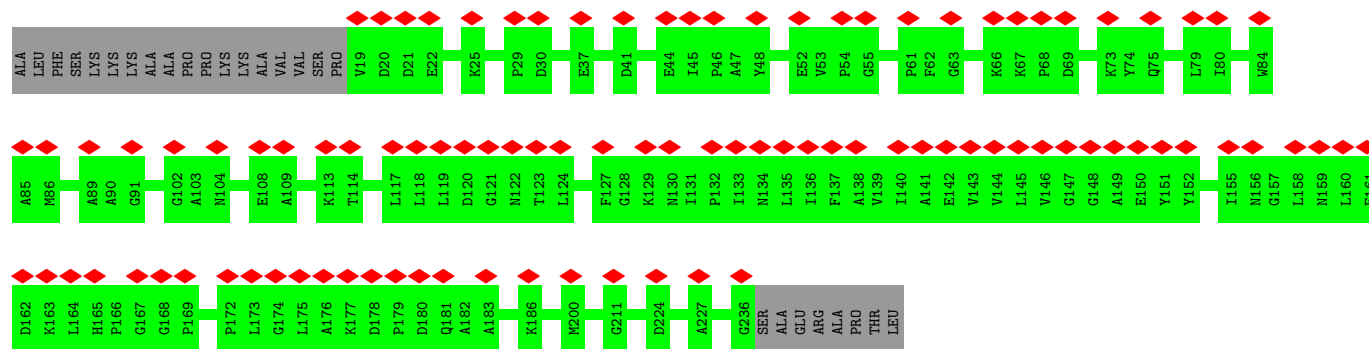 ALA LEU PHE SER LYS LYS LYS ALA ALA PRO PRO LYS LYS ALA VAL VAL SER PRO V19 D20 D21 E22 K25 P29 D30 E37 D41 E44 I45 P46 A47 Y48 E52 V53 P54 G55 P61 F62 G63 K66 K67 P68 D69 K73 Y74 Q75 L79 I80 W84
A85 M86 A89 A90 G91 G102 A103 N104 E108 A109 K113 T114 L117 L118 L119 D120 G121 N122 T123 L124 F127 G128 K129 N130 I131 P132 I133 N134 L135 I136 F137 A138 V139 I140 A141 E142 V143 V144 L145 V146 G147 G148 A149 E150 Y151 Y152 I155 N156 G157 L158 N159 L160 E161
D162 K163 L164 H165 P166 G167 G168 P169 P172 L173 G174 L175 A176 K177 D178 P179 D180 Q181 A182 A183 K186 M200 G211 D224 A227 G236 SER ALA GLU ARG ALA PRO THR LEU